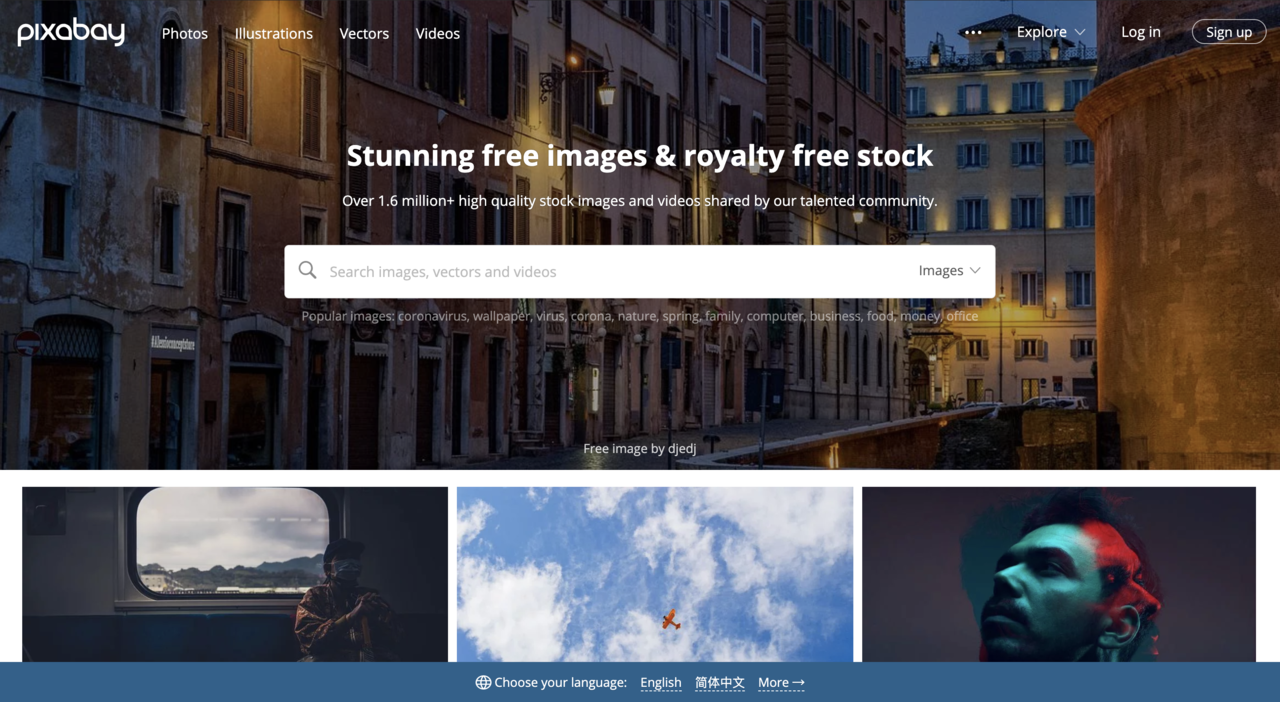 pixabay Photos Illustrations Vectors Videos ••• Explore Log in Sign up
Stunning free images & royalty free stock
Over 1.6 million+ high quality stock images and videos shared by our talented community.
Search images, vectors and videos Images
Popular images: coronavirus, wallpaper, virus, corona, nature, spring, family, computer, business, food, money, office
Free image by djedj
Choose your language: English 简体中文 More →